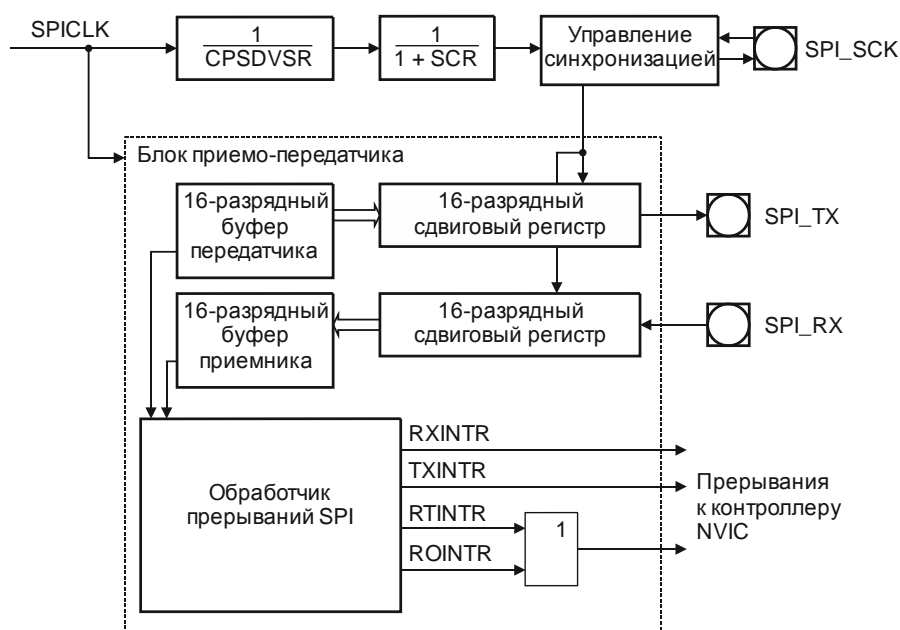 SPICLK
1
CPSDVSR
1
1 + SCR
Управление
синхронизацией
SPI_SCK
Блок приемо-передатчика
16-разрядный
буфер
передатчика
16-разрядный
сдвиговый регистр
SPI_TX
16-разрядный
буфер
приемника
16-разрядный
сдвиговый регистр
SPI_RX
Обработчик
прерываний SPI
RXINTR
TXINTR
RTINTR
ROINTR
1
Прерывания
к контроллеру
NVIC